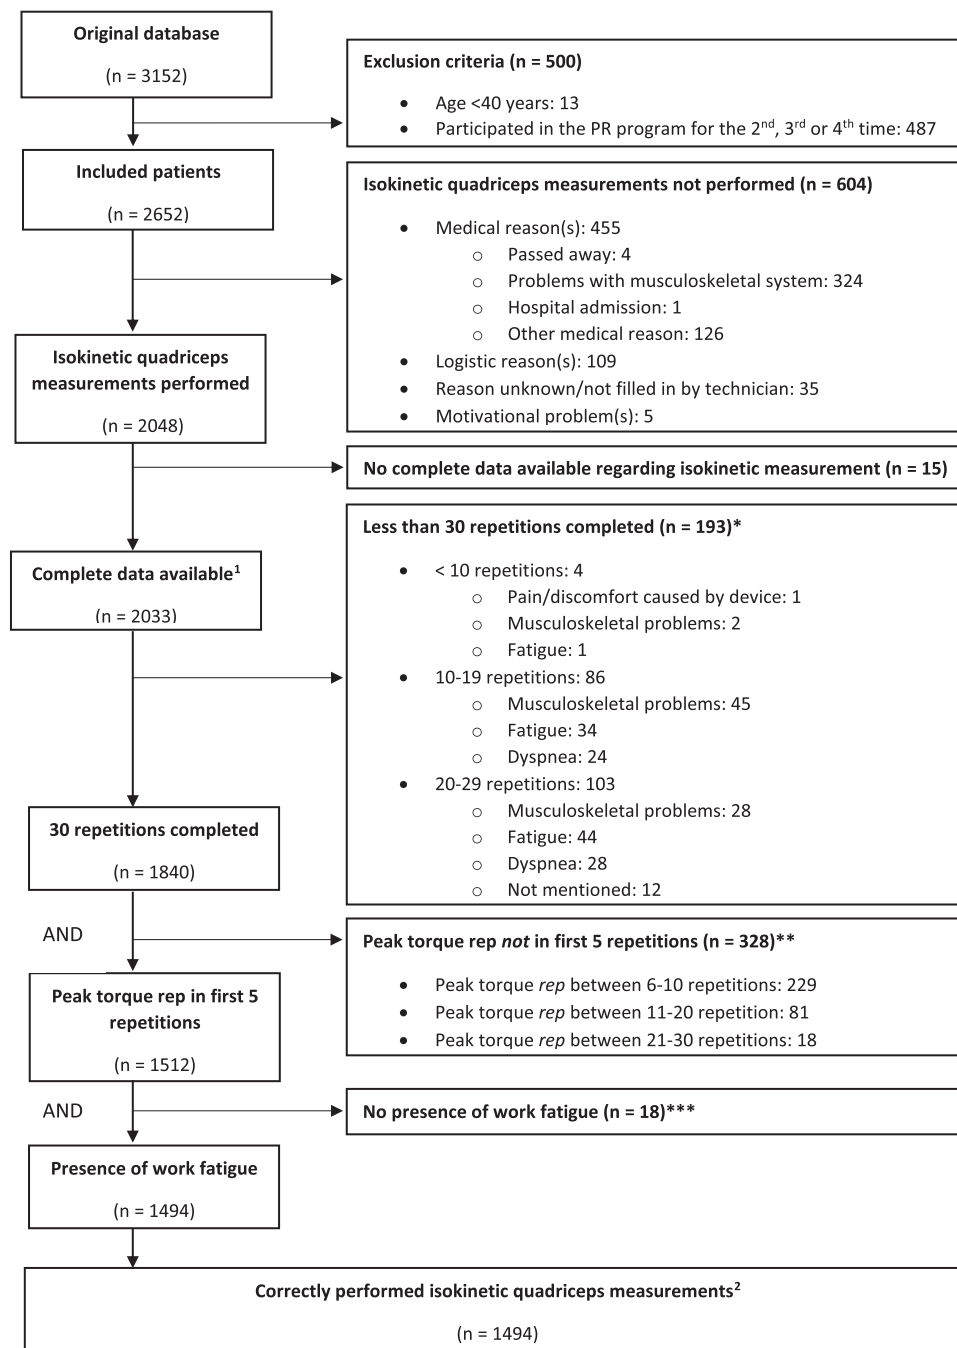 Original database
(n = 3152)
Exclusion criteria (n = 500)
• Age <40 years: 13
• Participated in the PR program for the 2nd, 3rd or 4th time: 487
Included patients
(n = 2652)
Isokinetic quadriceps measurements not performed (n = 604)
• Medical reason(s): 455
○ Passed away: 4
○ Problems with musculoskeletal system: 324
○ Hospital admission: 1
○ Other medical reason: 126
• Logistic reason(s): 109
• Reason unknown/not filled in by technician: 35
• Motivational problem(s): 5
Isokinetic quadriceps
measurements performed
(n = 2048)
No complete data available regarding isokinetic measurement (n = 15)
Complete data available1
(n = 2033)
Less than 30 repetitions completed (n = 193)*
• < 10 repetitions: 4
○ Pain/discomfort caused by device: 1
○ Musculoskeletal problems: 2
○ Fatigue: 1
• 10-19 repetitions: 86
○ Musculoskeletal problems: 45
○ Fatigue: 34
○ Dyspnea: 24
• 20-29 repetitions: 103
○ Musculoskeletal problems: 28
○ Fatigue: 44
○ Dyspnea: 28
○ Not mentioned: 12
30 repetitions completed
(n = 1840)
AND
Peak torque rep not in first 5 repetitions (n = 328)**
• Peak torque rep between 6-10 repetitions: 229
• Peak torque rep between 11-20 repetition: 81
• Peak torque rep between 21-30 repetitions: 18
Peak torque rep in first 5
repetitions
(n = 1512)
AND
No presence of work fatigue (n = 18)***
Presence of work fatigue
(n = 1494)
Correctly performed isokinetic quadriceps measurements2
(n = 1494)